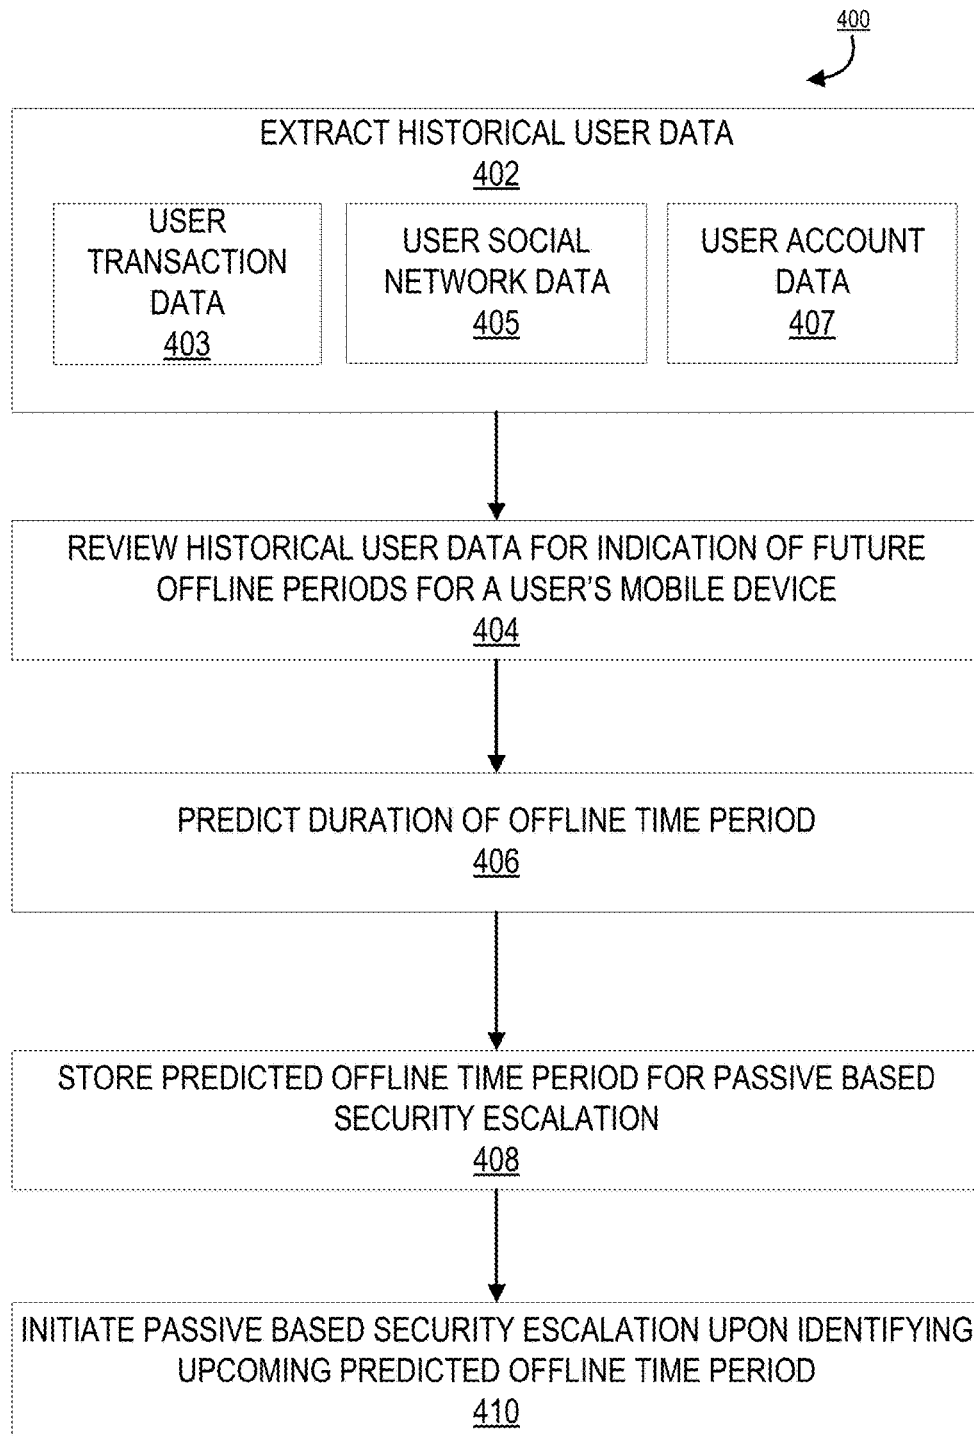 400
EXTRACT HISTORICAL USER DATA
402
USER
TRANSACTION
DATA
403
USER SOCIAL
NETWORK DATA
405
USER ACCOUNT
DATA
407
REVIEW HISTORICAL USER DATA FOR INDICATION OF FUTURE
OFFLINE PERIODS FOR A USER'S MOBILE DEVICE
404
PREDICT DURATION OF OFFLINE TIME PERIOD
406
STORE PREDICTED OFFLINE TIME PERIOD FOR PASSIVE BASED
SECURITY ESCALATION
408
INITIATE PASSIVE BASED SECURITY ESCALATION UPON IDENTIFYING
UPCOMING PREDICTED OFFLINE TIME PERIOD
410